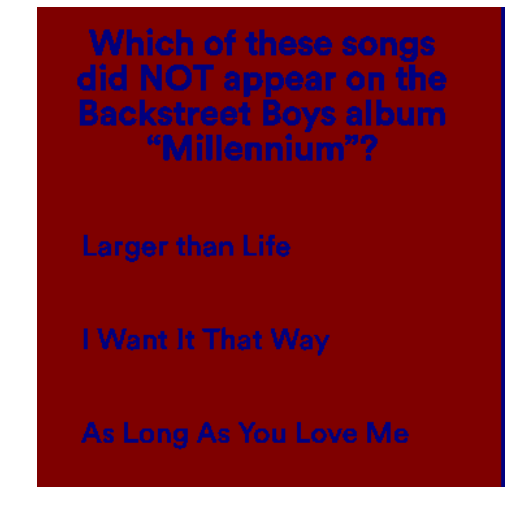 Which of these songs
did NOT appear on the
Backstreet Boys album
“Millennium”?
Larger than Life
I Want It That Way
As Long As You Love Me